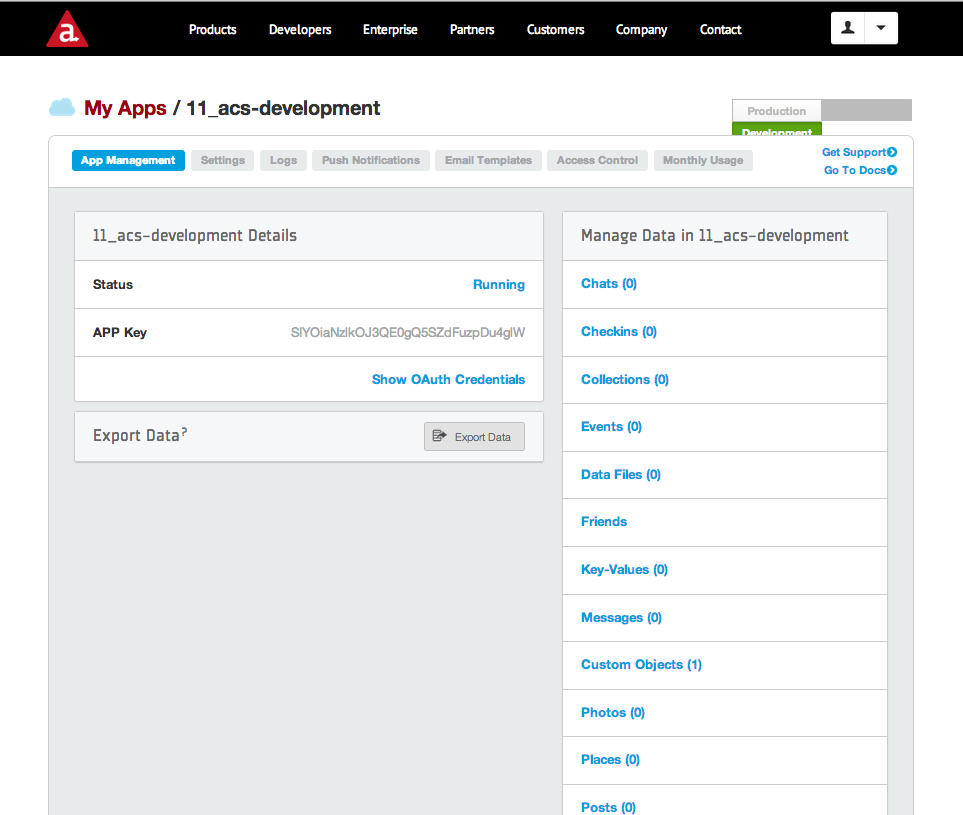 a
Products Developers Enterprise Partners Customers Company Contact
My Apps / 11_acs-development
Production
Development
App Management Settings Logs Push Notifications Email Templates Access Control Monthly Usage
Get Support
Go To Docs
11_acs-development Details
Status Running
APP Key SlYOiaNzlkOJ3QE0gQ5SZdFuzpDu4glW
Show OAuth Credentials
Export Data?
Export Data
Manage Data in 11_acs-development
Chats (0)
Checkins (0)
Collections (0)
Events (0)
Data Files (0)
Friends
Key-Values (0)
Messages (0)
Custom Objects (1)
Photos (0)
Places (0)
Posts (0)